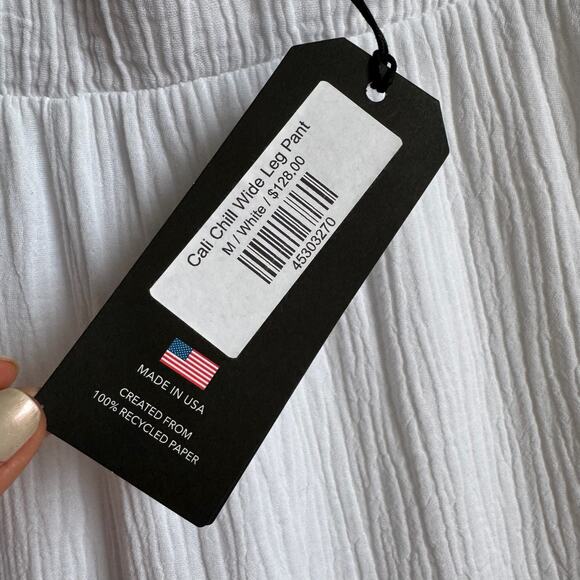 Cali Chill Wide Leg Pant
M / White / $128.00
45303270
MADE IN USA
CREATED FROM
100% RECYCLED PAPER